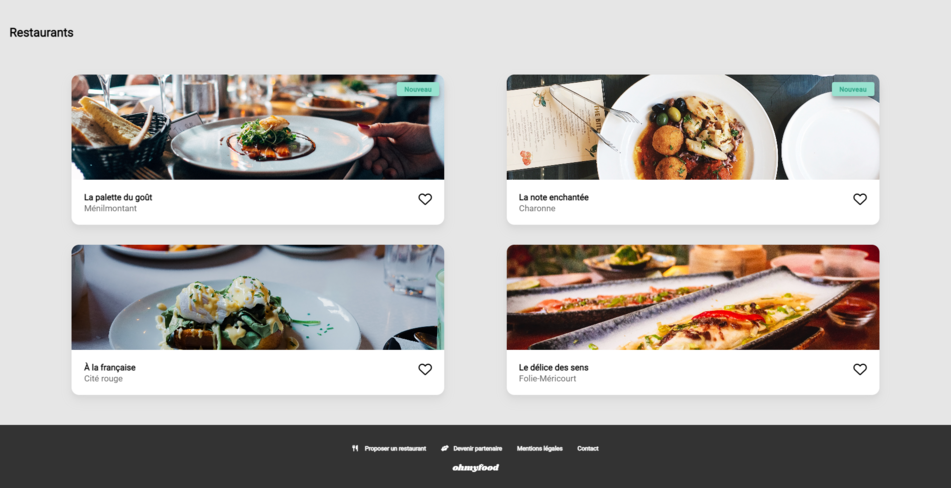 Restaurants
Nouveau
La palette du goût
Ménilmontant
Nouveau
La note enchantée
Charonne
À la française
Cité rouge
Le délice des sens
Folie-Méricourt
Proposer un restaurant Devenir partenaire Mentions légales Contact
ohmyfood